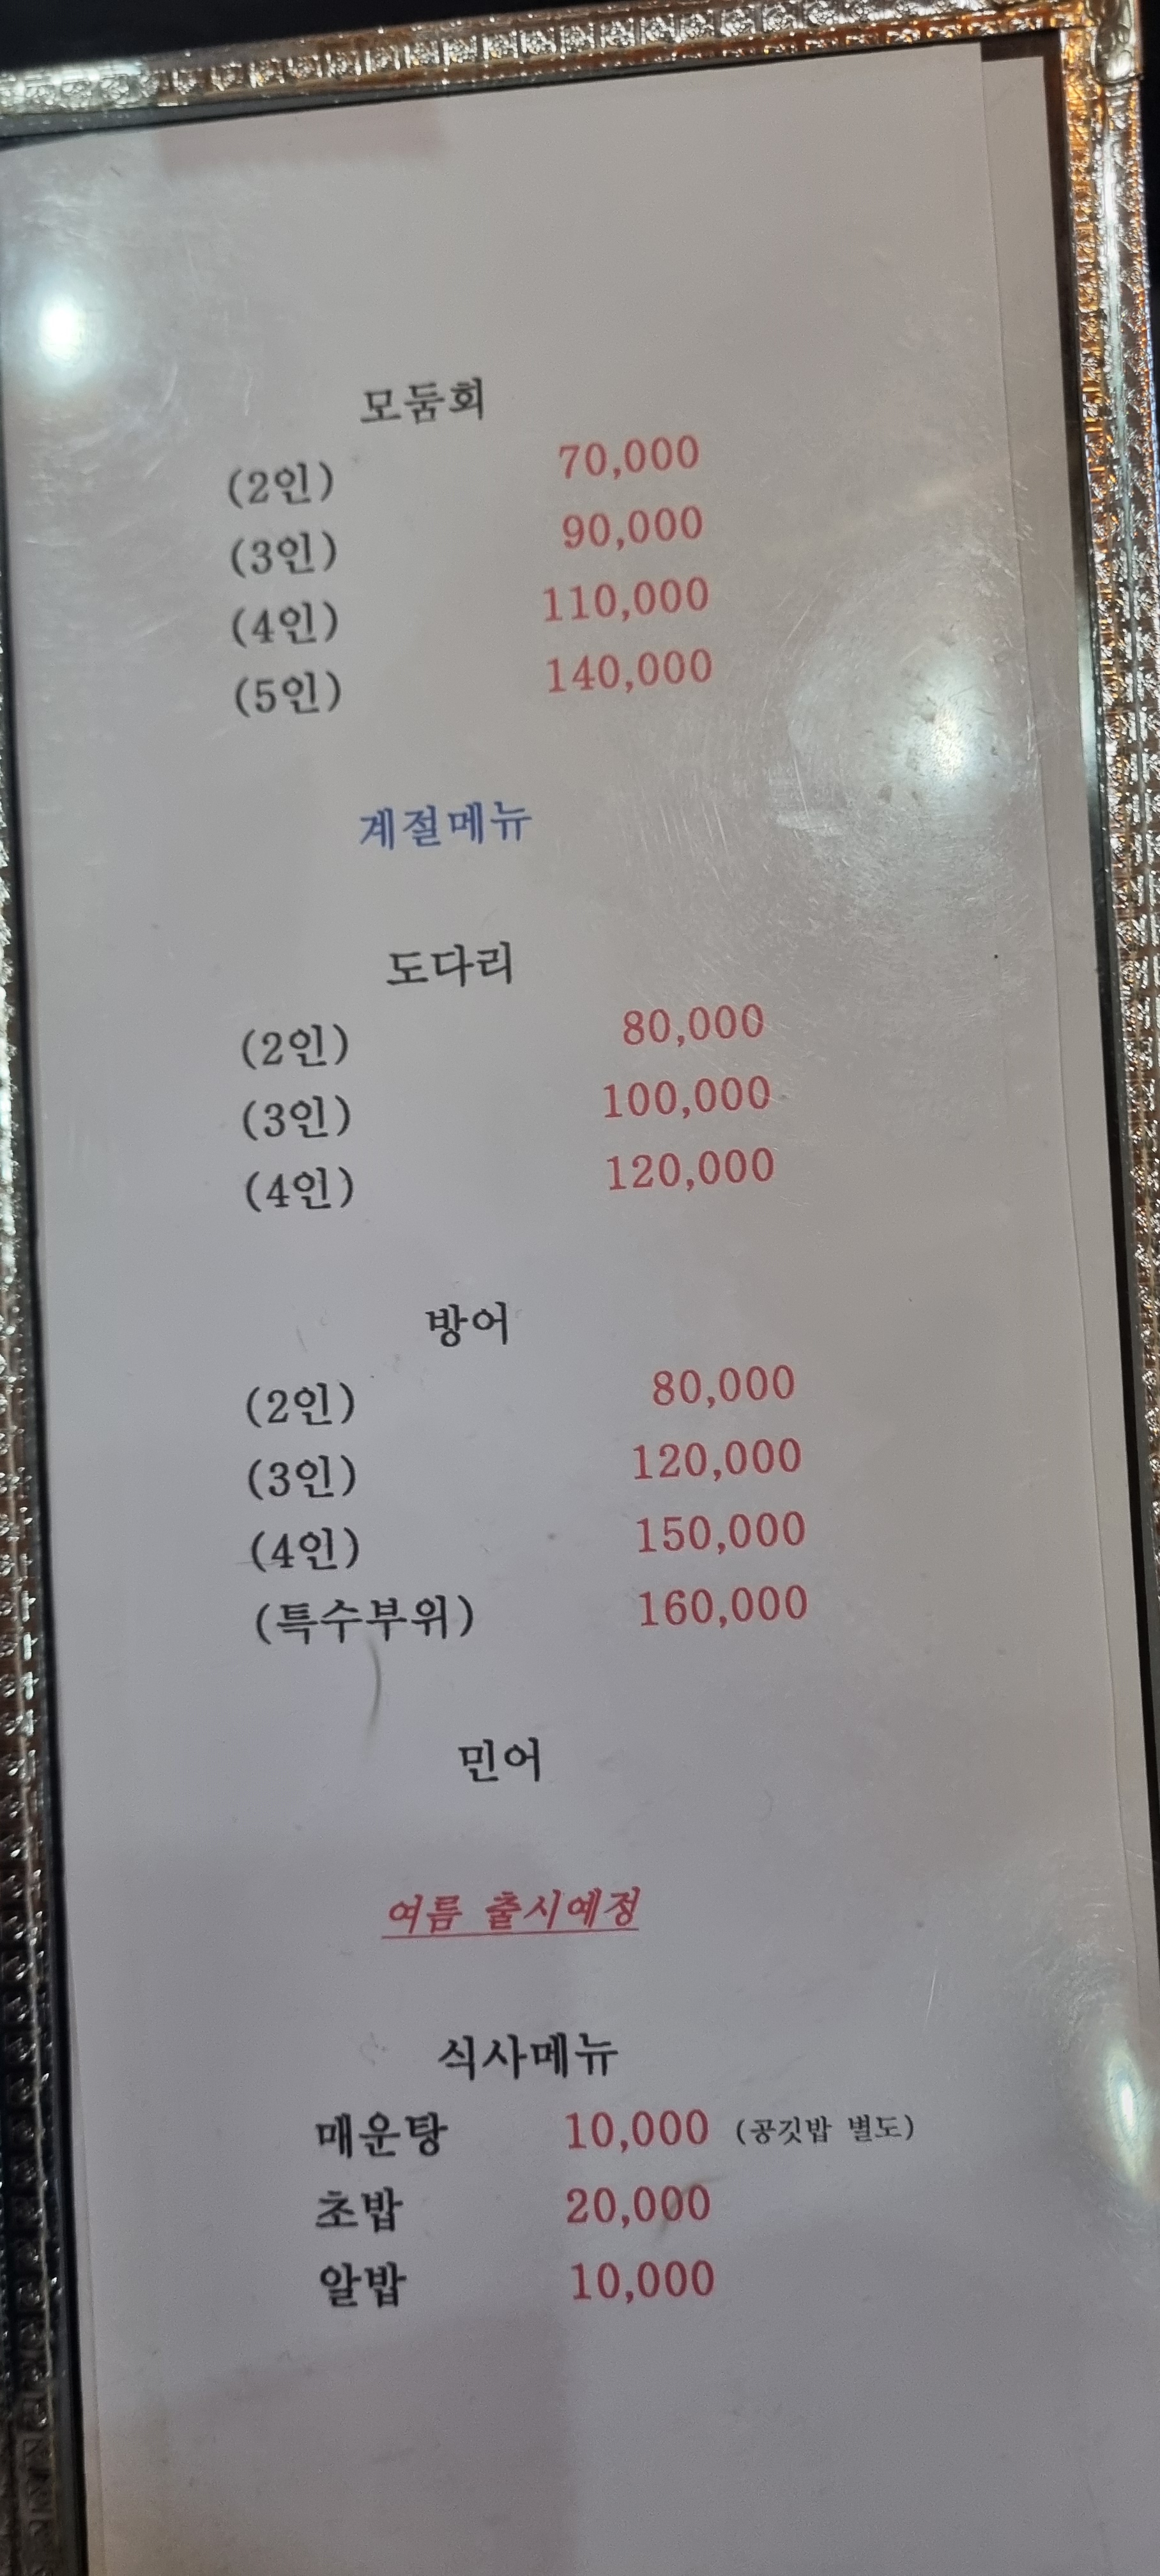 모둠회
(2인) 70,000
(3인) 90,000
(4인) 110,000
(5인) 140,000
계절메뉴
도다리
(2인) 80,000
(3인) 100,000
(4인) 120,000
방어
(2인) 80,000
(3인) 120,000
(4인) 150,000
(특수부위) 160,000
민어
여름 출시예정
식사메뉴
매운탕 10,000 (공깃밥 별도)
초밥 20,000
알밥 10,000